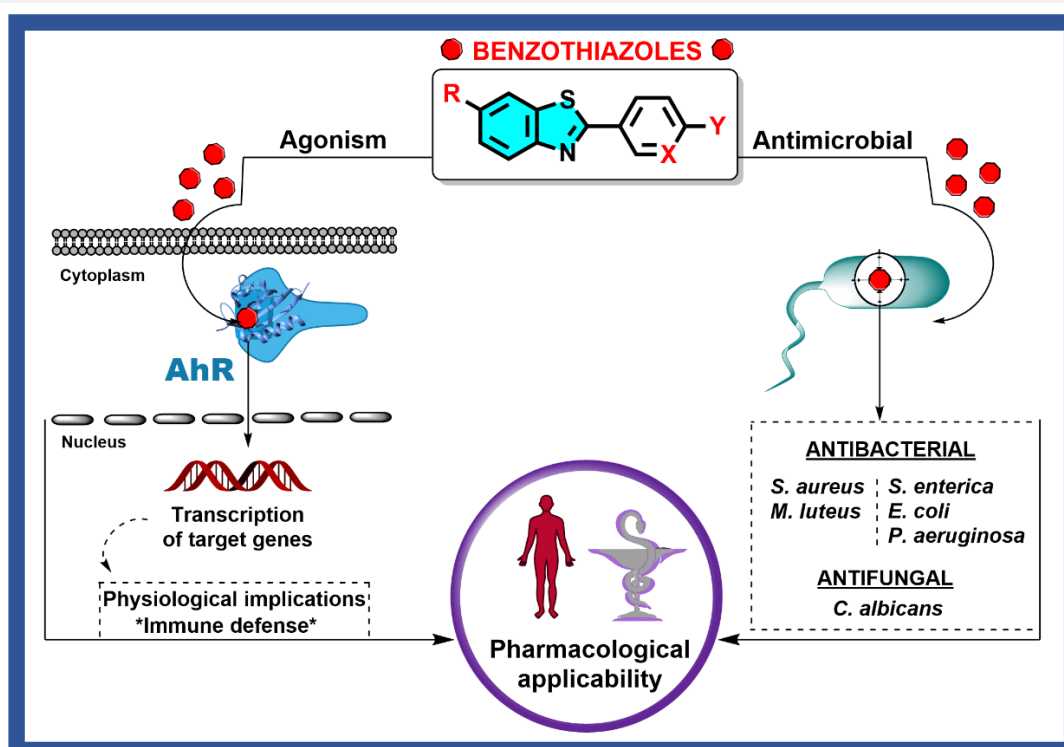 BENZOTHIAZOLES
R
S
N
X
Y
Agonism
Antimicrobial
Cytoplasm
AhR
Nucleus
Transcription
of target genes
Physiological implications
*Immune defense*
ANTIBACTERIAL
S. aureus
M. luteus
S. enterica
E. coli
P. aeruginosa
ANTIFUNGAL
C. albicans
Pharmacological
applicability